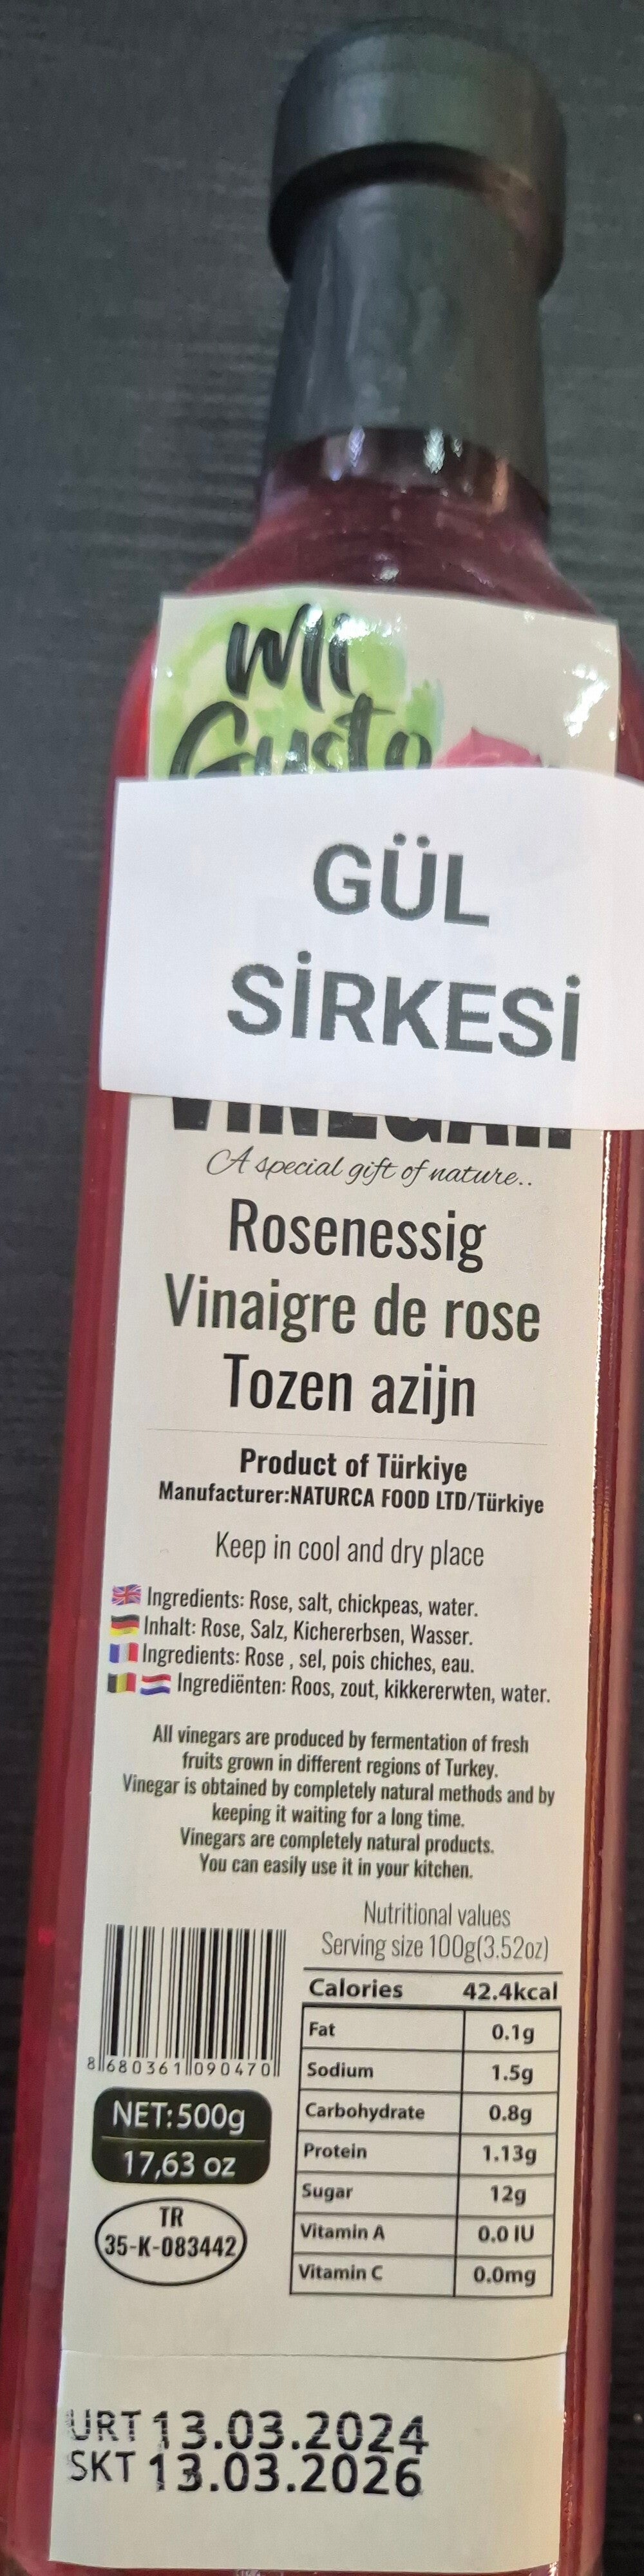 Mi
Gusto
GÜL
SİRKESİ
VINEGAR
A special gift of nature..
Rosenessig
Vinaigre de rose
Tozen azijn
Product of Türkiye
Manufacturer:NATURCA FOOD LTD/Türkiye
Keep in cool and dry place
Ingredients: Rose, salt, chickpeas, water.
Inhalt: Rose, Salz, Kichererbsen, Wasser.
Ingredients: Rose , sel, pois chiches, eau.
Ingrediënten: Roos, zout, kikkererwten, water.
All vinegars are produced by fermentation of fresh
fruits grown in different regions of Turkey.
Vinegar is obtained by completely natural methods and by
keeping it waiting for a long time.
Vinegars are completely natural products.
You can easily use it in your kitchen.
Nutritional values
Serving size 100g(3.52oz)
Calories 42.4kcal
Fat 0.1g
Sodium 1.5g
Carbohydrate 0.8g
Protein 1.13g
Sugar 12g
Vitamin A 0.0 IU
Vitamin C 0.0mg
8 680361 090470
NET:500g
17,63 oz
TR
35-K-083442
URT 13.03.2024
SKT 13.03.2026